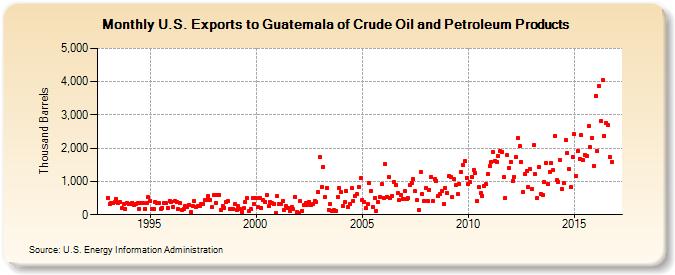 Monthly U.S. Exports to Guatemala of Crude Oil and Petroleum Products
Thousand Barrels
5,000
4,000
3,000
2,000
1,000
0
1995 2000 2005 2010 2015
Source: U.S. Energy Information Administration